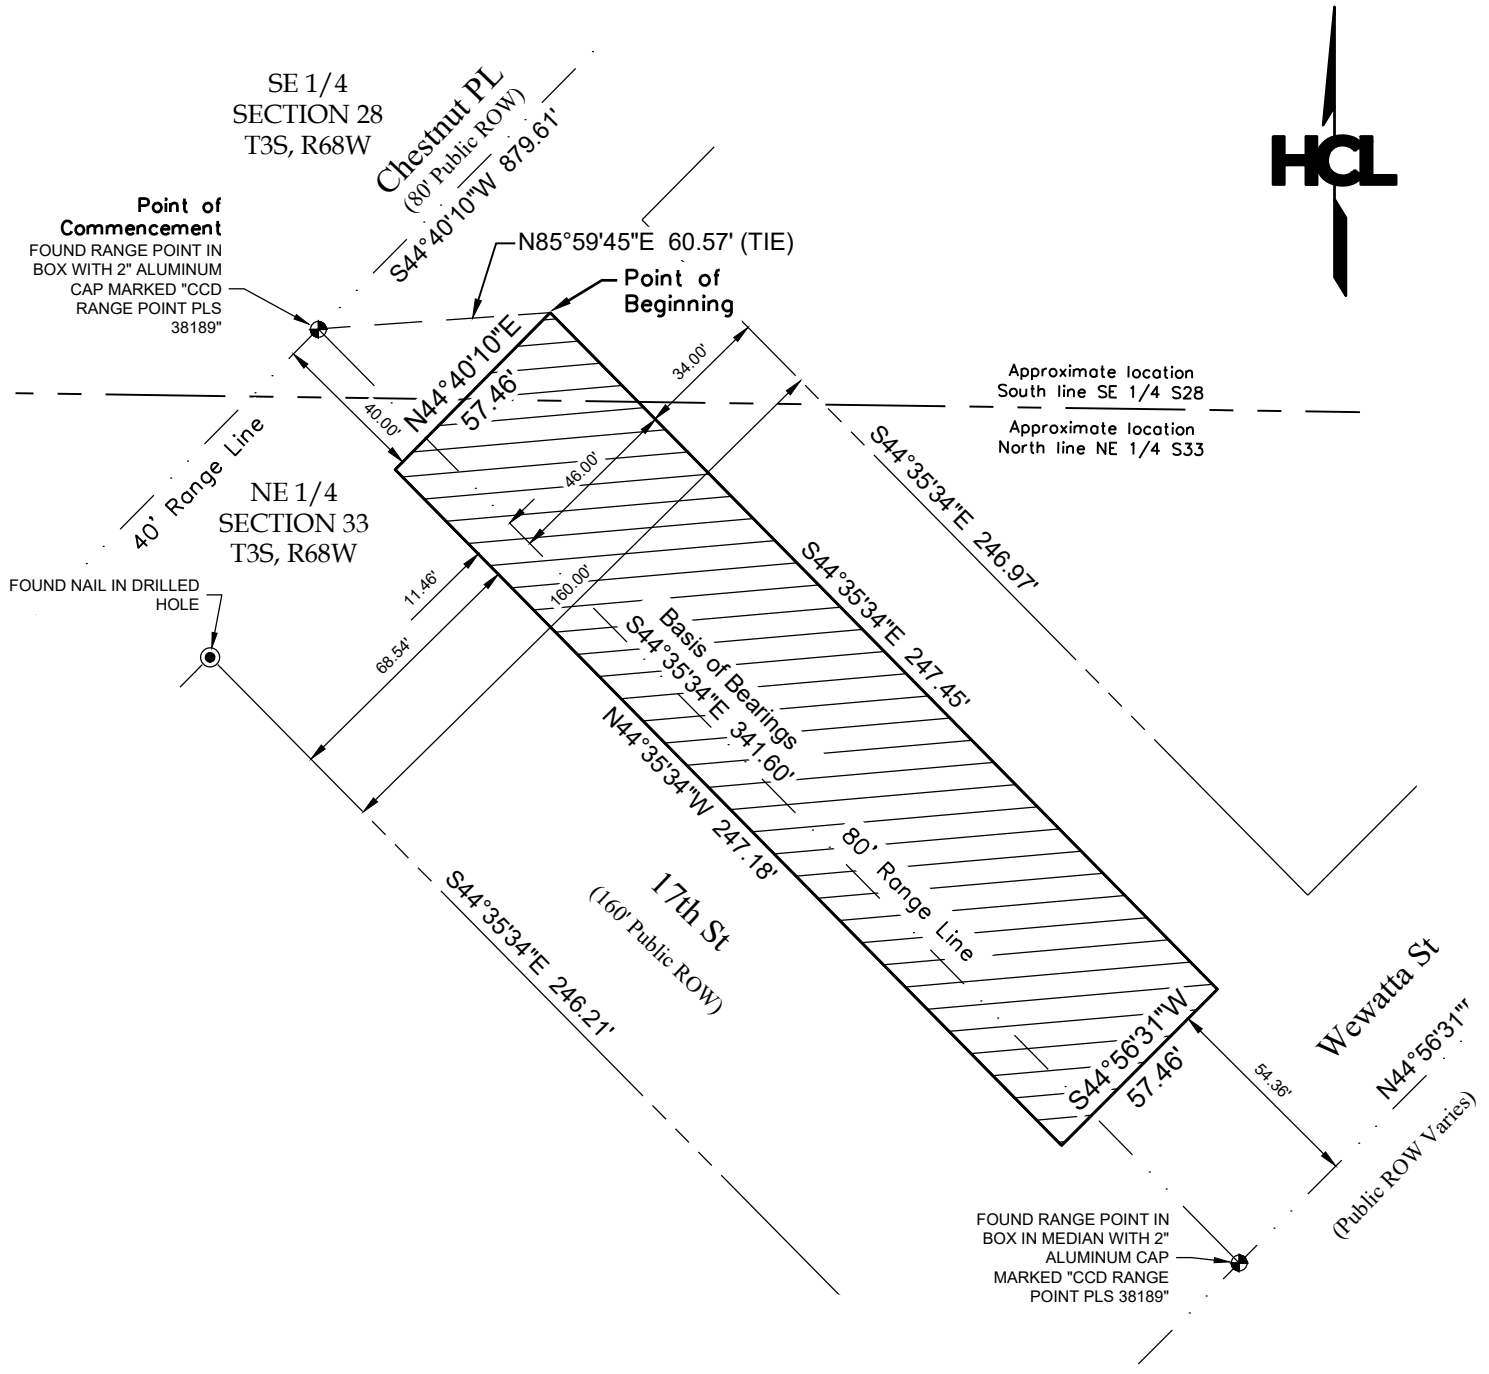 SE 1/4
SECTION 28
T3S, R68W
Chestnut PL
(80' Public ROW)
S44°40'10"W 879.61'
HCL
Point of
Commencement
FOUND RANGE POINT IN
BOX WITH 2" ALUMINUM
CAP MARKED "CCD
RANGE POINT PLS
38189"
N85°59'45"E 60.57' (TIE)
Point of
Beginning
N44°40'10"E
57.46'
40.00'
34.00'
46.00'
160.00'
Approximate location
South line SE 1/4 S28
Approximate location
North line NE 1/4 S33
40' Range Line
NE 1/4
SECTION 33
T3S, R68W
FOUND NAIL IN DRILLED
HOLE
11.46'
68.54'
S44°35'34"E 246.97'
S44°35'34"E 247.45'
Basis of Bearings
S44°35'34"E 341.60'
N44°35'34"W 247.18'
80' Range Line
17th St
(160' Public ROW)
S44°35'34"E 246.21'
S44°56'31"W
57.46'
54.36'
Wewatta St
N44°56'31"
(Public ROW Varies)
FOUND RANGE POINT IN
BOX IN MEDIAN WITH 2"
ALUMINUM CAP
MARKED "CCD RANGE
POINT PLS 38189"